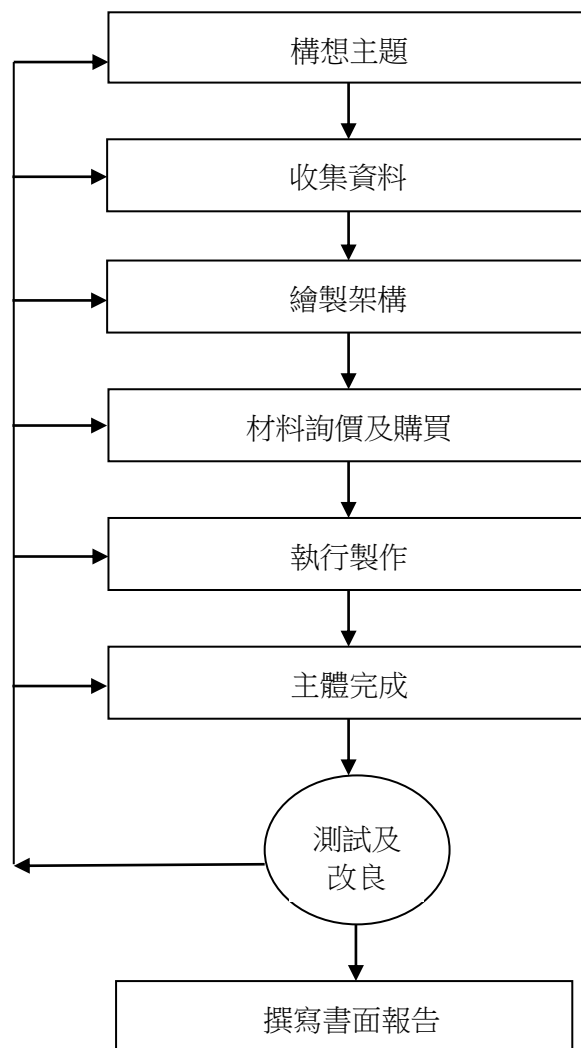 構想主題
收集資料
繪製架構
材料詢價及購買
執行製作
主體完成
測試及
改良
撰寫書面報告